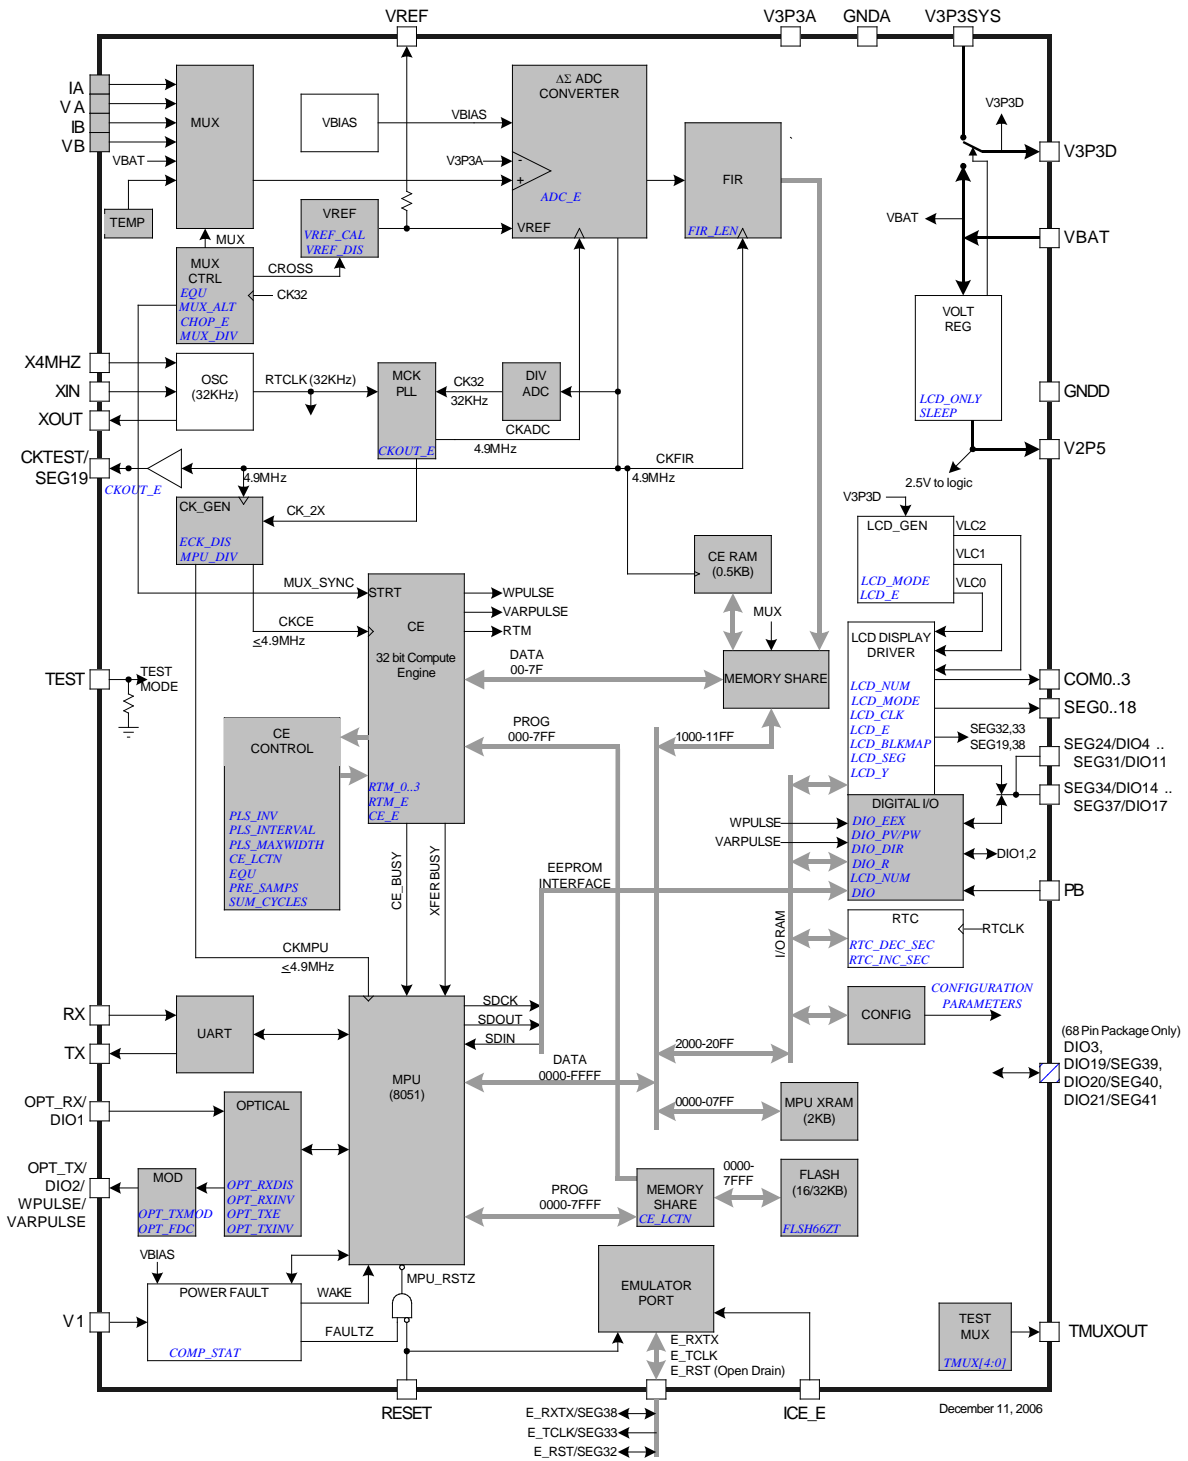 VREF
V3P3A
GNDA
V3P3SYS
IA
VA
IB
VB
VBAT
TEMP
MUX
VBIAS
VBIAS
V3P3A
ΔΣ ADC
CONVERTER
-
+
ADC_E
VREF
FIR
FIR_LEN
V3P3D
V3P3D
VBAT
VBAT
VREF
VREF_CAL
VREF_DIS
MUX
MUX
CTRL
EQU
MUX_ALT
CHOP_E
MUX_DIV
CROSS
CK32
VOLT
REG
LCD_ONLY
SLEEP
X4MHZ
XIN
XOUT
OSC
(32KHz)
RTCLK (32KHz)
MCK
PLL
CKOUT_E
CK32
32KHz
DIV
ADC
CKADC
4.9MHz
GNDD
V2P5
2.5V to logic
CKTEST/
SEG19
CKOUT_E
4.9MHz
CKFIR
4.9MHz
CK_GEN
ECK_DIS
MPU_DIV
CK_2X
V3P3D
LCD_GEN
LCD_MODE
LCD_E
VLC2
VLC1
VLC0
CE RAM
(0.5KB)
MUX_SYNC
STRT
CKCE
≤4.9MHz
CE
32 bit Compute
Engine
RTM_0..3
RTM_E
CE_E
WPULSE
VARPULSE
RTM
DATA
00-7F
MUX
MEMORY SHARE
LCD DISPLAY
DRIVER
LCD_NUM
LCD_MODE
LCD_CLK
LCD_E
LCD_BLKMAP
LCD_SEG
LCD_Y
COM0..3
SEG0..18
SEG32,33
SEG19,38
SEG24/DIO4 ..
SEG31/DIO11
SEG34/DIO14 ..
SEG37/DIO17
TEST
TEST
MODE
CE
CONTROL
PLS_INV
PLS_INTERVAL
PLS_MAXWIDTH
CE_LCTN
EQU
PRE_SAMPS
SUM_CYCLES
PROG
000-7FF
1000-11FF
DIGITAL I/O
DIO_EEX
DIO_PV/PW
DIO_DIR
DIO_R
LCD_NUM
DIO
WPULSE
VARPULSE
DIO1,2
PB
CE_BUSY
XFER BUSY
EEPROM
INTERFACE
I/O RAM
RTC
RTC_DEC_SEC
RTC_INC_SEC
RTCLK
CKMPU
≤4.9MHz
CONFIG
CONFIGURATION
PARAMETERS
RX
TX
UART
MPU
(8051)
SDCK
SDOUT
SDIN
2000-20FF
DATA
0000-FFFF
0000-07FF
MPU XRAM
(2KB)
(68 Pin Package Only)
DIO3,
DIO19/SEG39,
DIO20/SEG40,
DIO21/SEG41
OPT_RX/
DIO1
OPTICAL
OPT_RXDIS
OPT_RXINV
OPT_TXE
OPT_TXINV
OPT_TX/
DIO2/
WPULSE/
VARPULSE
MOD
OPT_TXMOD
OPT_FDC
PROG
0000-7FFF
MEMORY
SHARE
CE_LCTN
0000-
7FFF
FLASH
(16/32KB)
FLSH66ZT
VBIAS
V1
POWER FAULT
COMP_STAT
WAKE
FAULTZ
MPU_RSTZ
EMULATOR
PORT
E_RXTX
E_TCLK
E_RST (Open Drain)
TEST
MUX
TMUX[4:0]
TMUXOUT
RESET
ICE_E
December 11, 2006
E_RXTX/SEG38
E_TCLK/SEG33
E_RST/SEG32